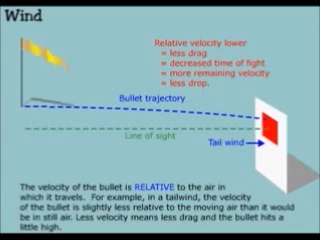 Wind
Relative velocity lower
= less drag
= decreased time of fight
= more remaining velocity
= less drop.
Bullet trajectory
Line of sight
Tail wind
The velocity of the bullet is RELATIVE to the air in
which it travels. For example, in a tailwind, the velocity
of the bullet is slightly less relative to the moving air than it would
be in still air. Less velocity means less drag and the bullet hits a
little high.